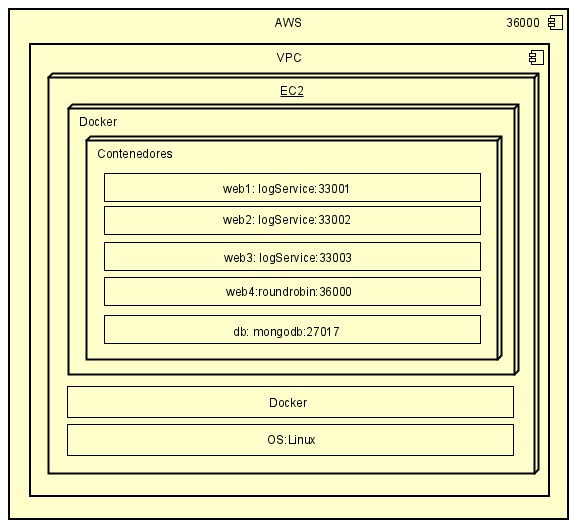 AWS
36000
VPC
EC2
Docker
Contenedores
web1: logService:33001
web2: logService:33002
web3: logService:33003
web4:roundrobin:36000
db: mongodb:27017
Docker
OS:Linux